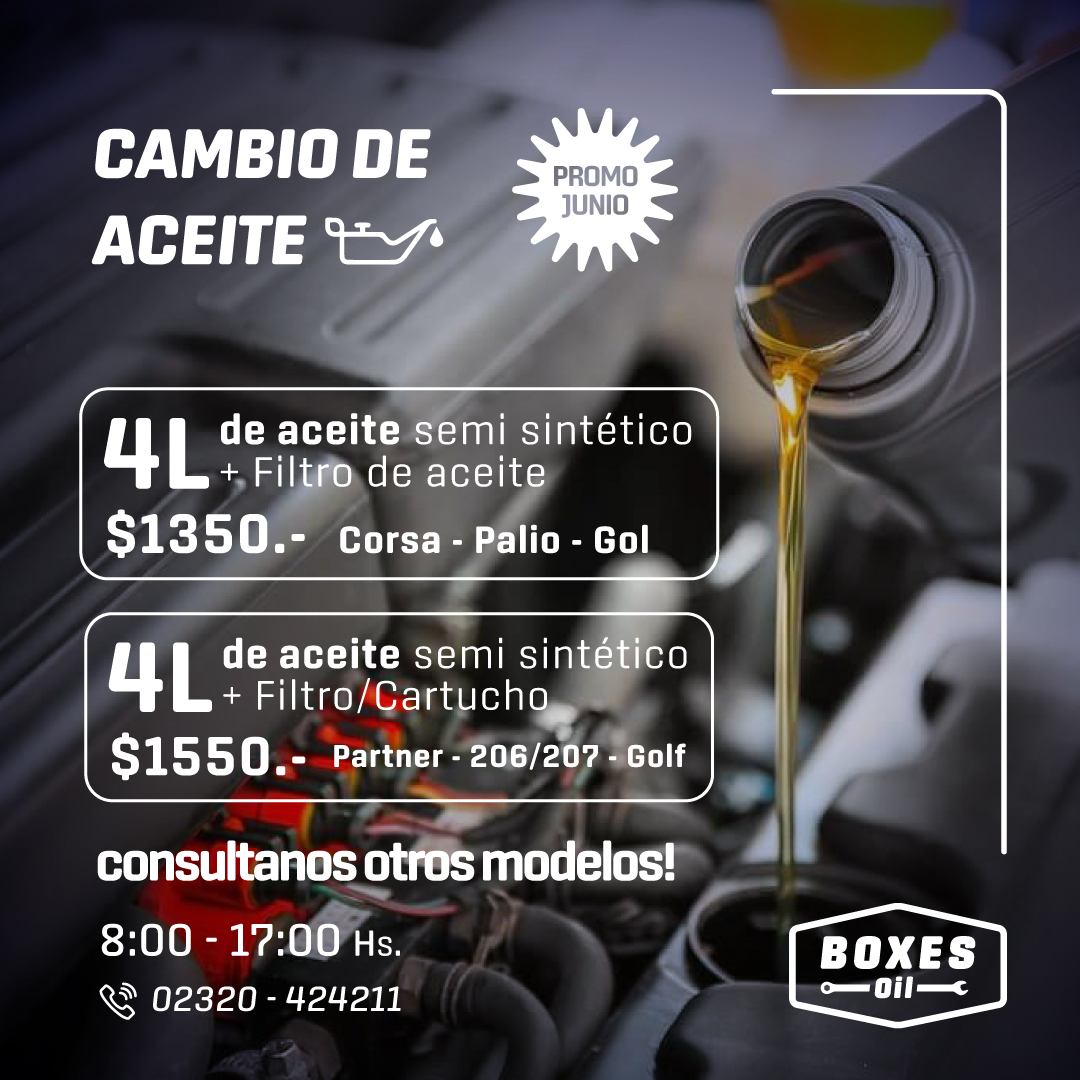 CAMBIO DE
ACEITE
PROMO
JUNIO
4L de aceite semi sintético
+ Filtro de aceite
$1350.- Corsa - Palio - Gol
4L de aceite semi sintético
+ Filtro/Cartucho
$1550.- Partner - 206/207 - Golf
consultanos otros modelos!
8:00 - 17:00 Hs.
02320 - 424211
BOXES
oil